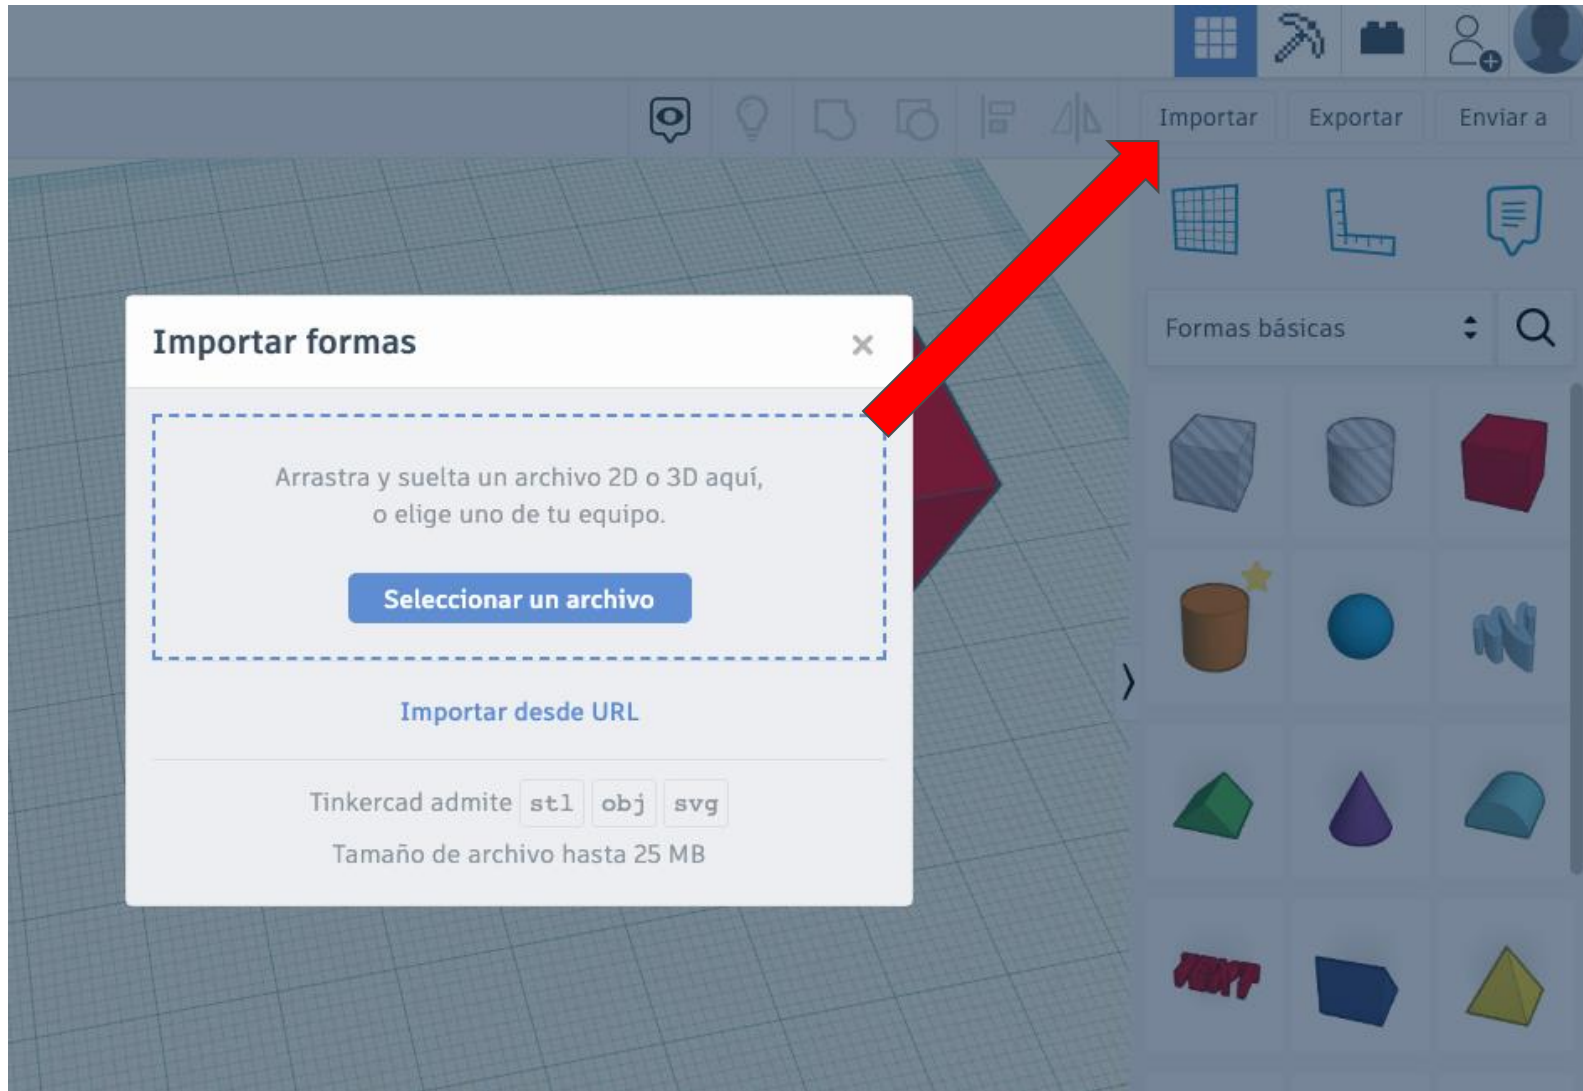 Importar
Exportar
Enviar a
Formas básicas
Importar formas
Arrastra y suelta un archivo 2D o 3D aquí,
o elige uno de tu equipo.
Seleccionar un archivo
Importar desde URL
Tinkercad admite stl obj svg
Tamaño de archivo hasta 25 MB
TEXT